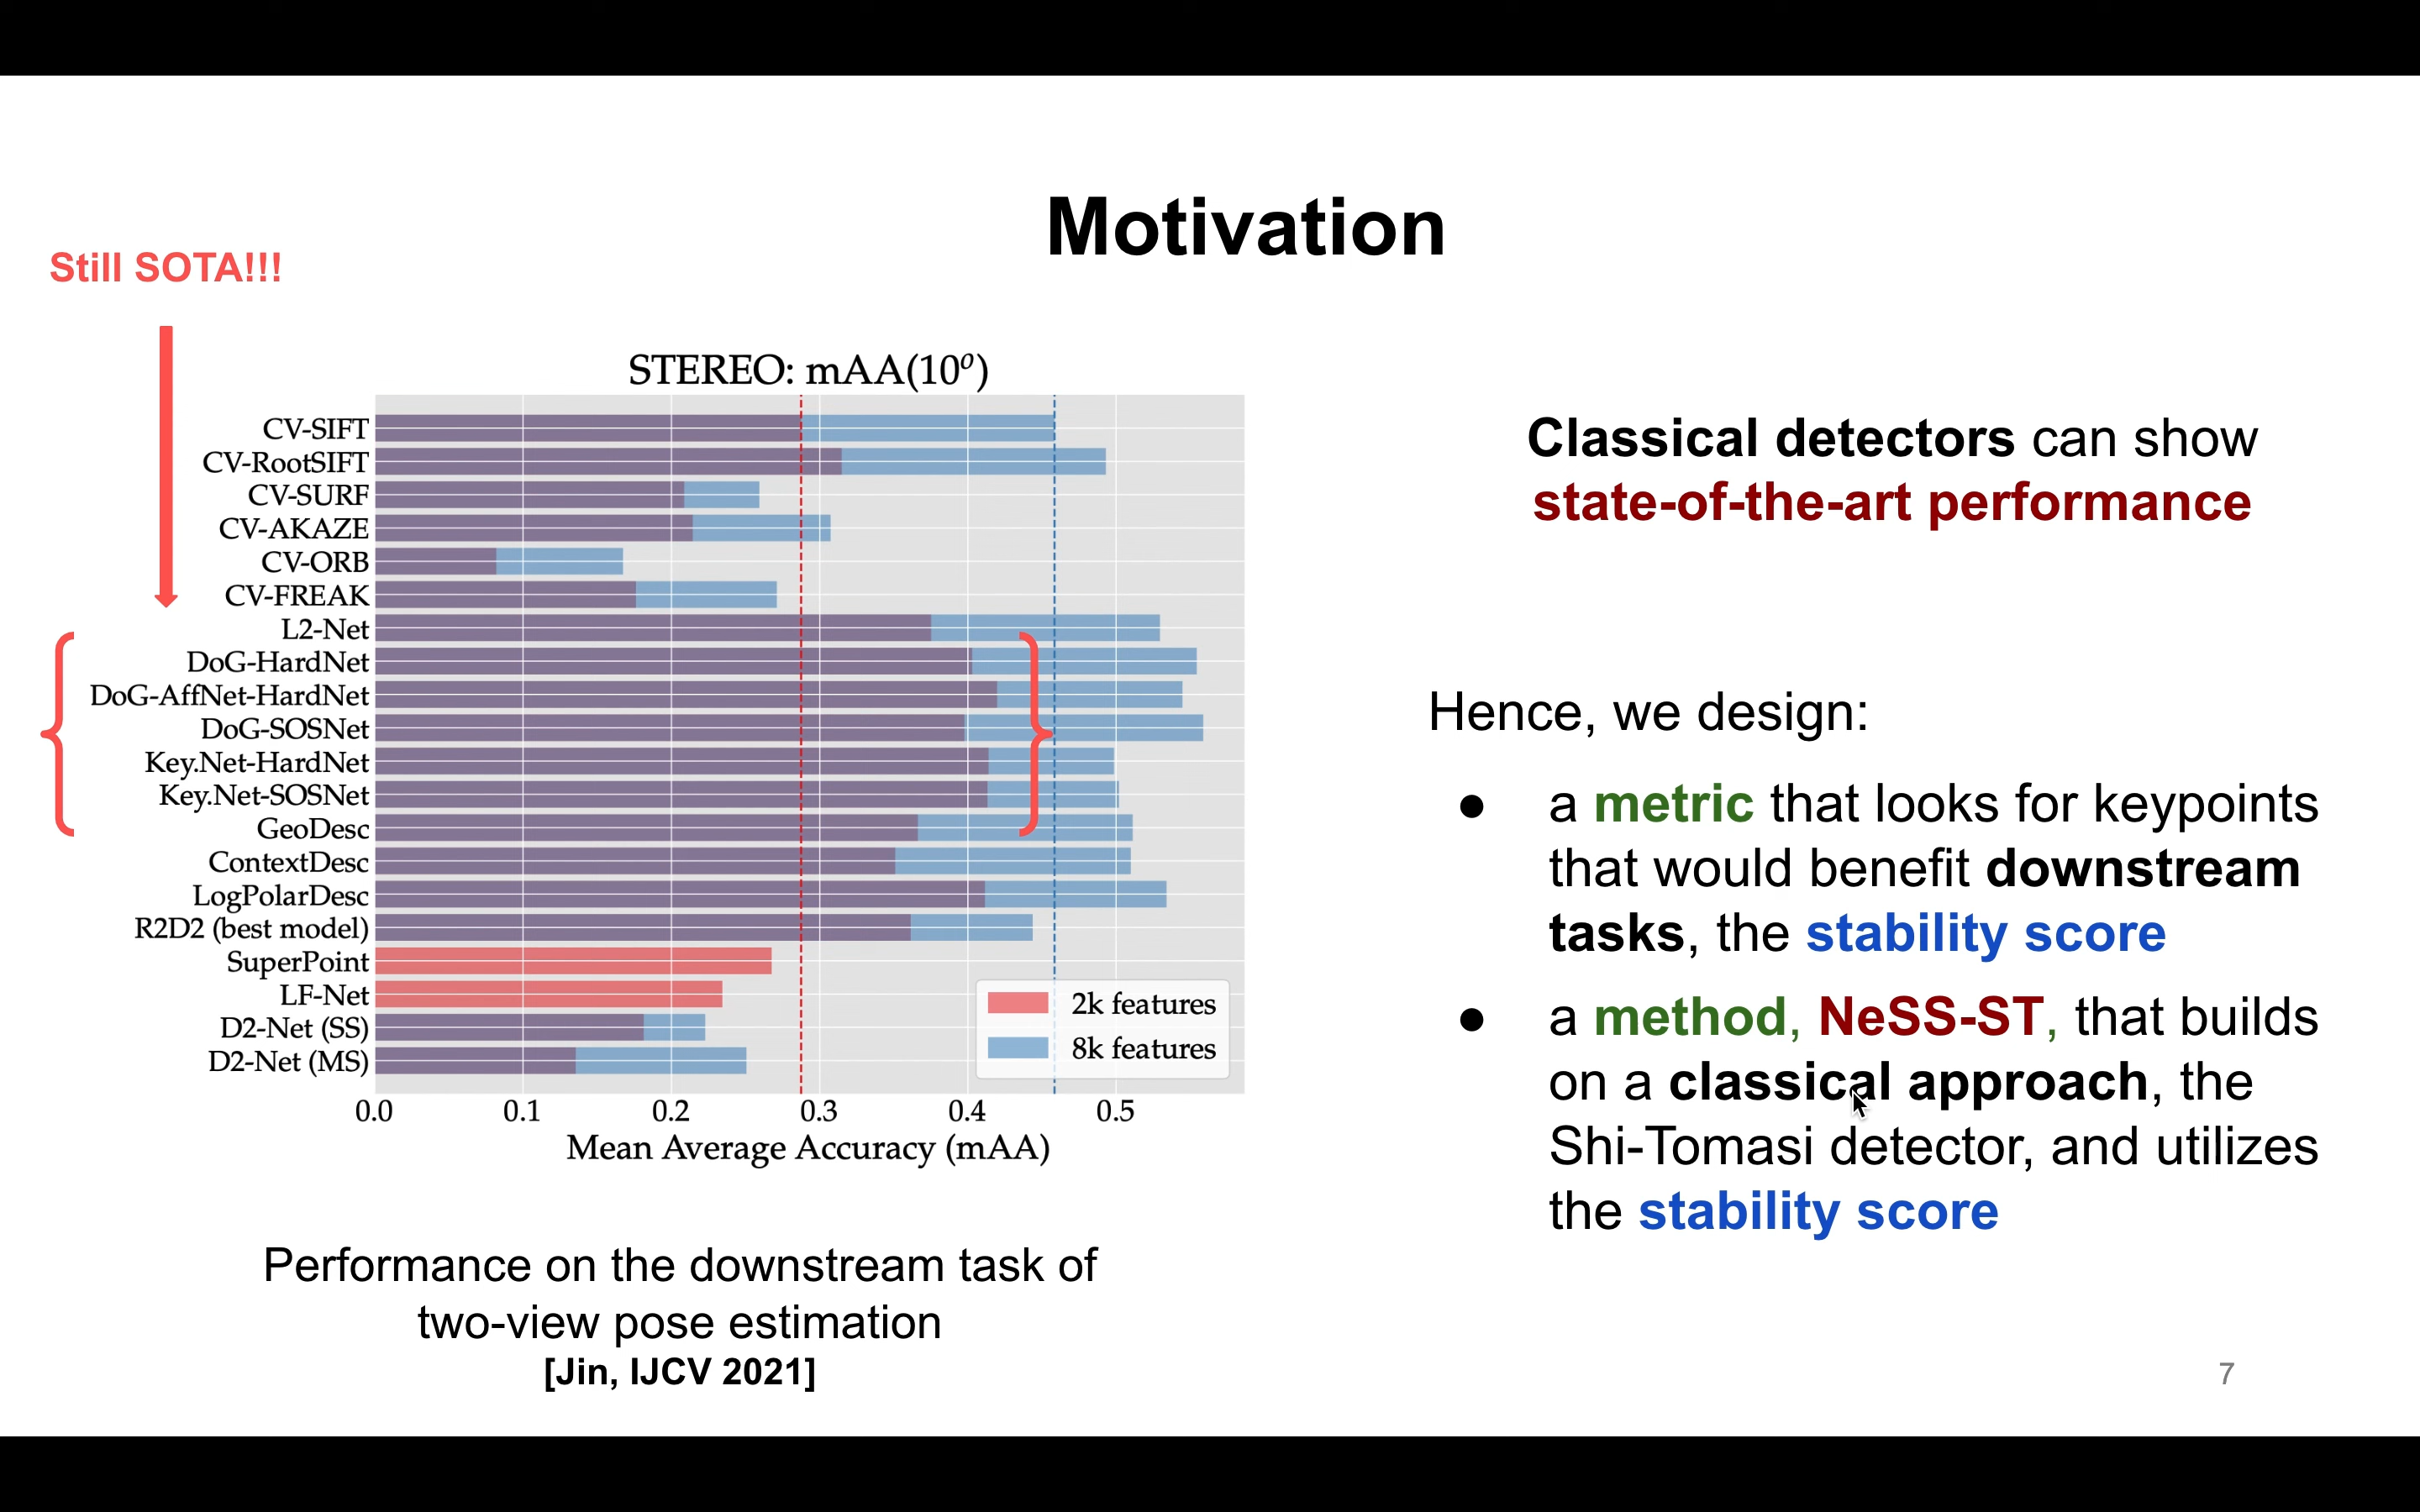 Motivation
Still SOTA!!!
STEREO: mAA(10⁰)
CV-SIFT
CV-RootSIFT
CV-SURF
CV-AKAZE
CV-ORB
CV-FREAK
L2-Net
DoG-HardNet
DoG-AffNet-HardNet
DoG-SOSNet
Key.Net-HardNet
Key.Net-SOSNet
GeoDesc
ContextDesc
LogPolarDesc
R2D2 (best model)
SuperPoint
LF-Net
D2-Net (SS)
D2-Net (MS)
2k features
8k features
0.0 0.1 0.2 0.3 0.4 0.5
Mean Average Accuracy (mAA)
Performance on the downstream task of
two-view pose estimation
[Jin, IJCV 2021]
Classical detectors can show
state-of-the-art performance
Hence, we design:
● a metric that looks for keypoints
that would benefit downstream
tasks, the stability score
● a method, NeSS-ST, that builds
on a classical approach, the
Shi-Tomasi detector, and utilizes
the stability score
7